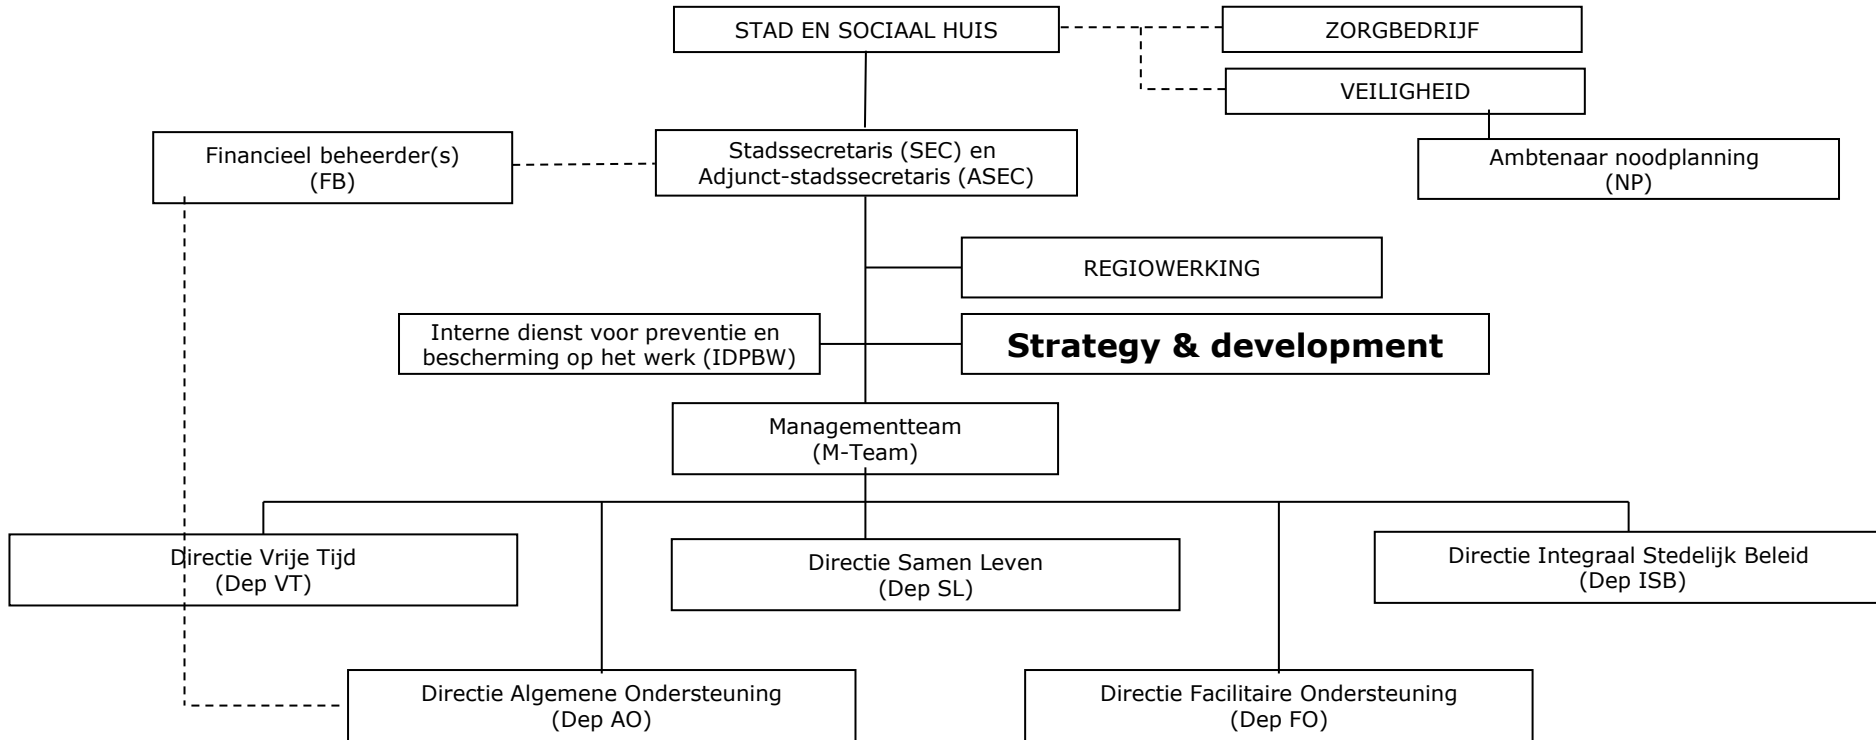 STAD EN SOCIAAL HUIS
ZORGBEDRIJF
VEILIGHEID
Financieel beheerder(s)
(FB)
Stadssecretaris (SEC) en
Adjunct-stadssecretaris (ASEC)
Ambtenaar noodplanning
(NP)
REGIOWERKING
Interne dienst voor preventie en
bescherming op het werk (IDPBW)
Strategy & development
Managementteam
(M-Team)
Directie Vrije Tijd
(Dep VT)
Directie Samen Leven
(Dep SL)
Directie Integraal Stedelijk Beleid
(Dep ISB)
Directie Algemene Ondersteuning
(Dep AO)
Directie Facilitaire Ondersteuning
(Dep FO)